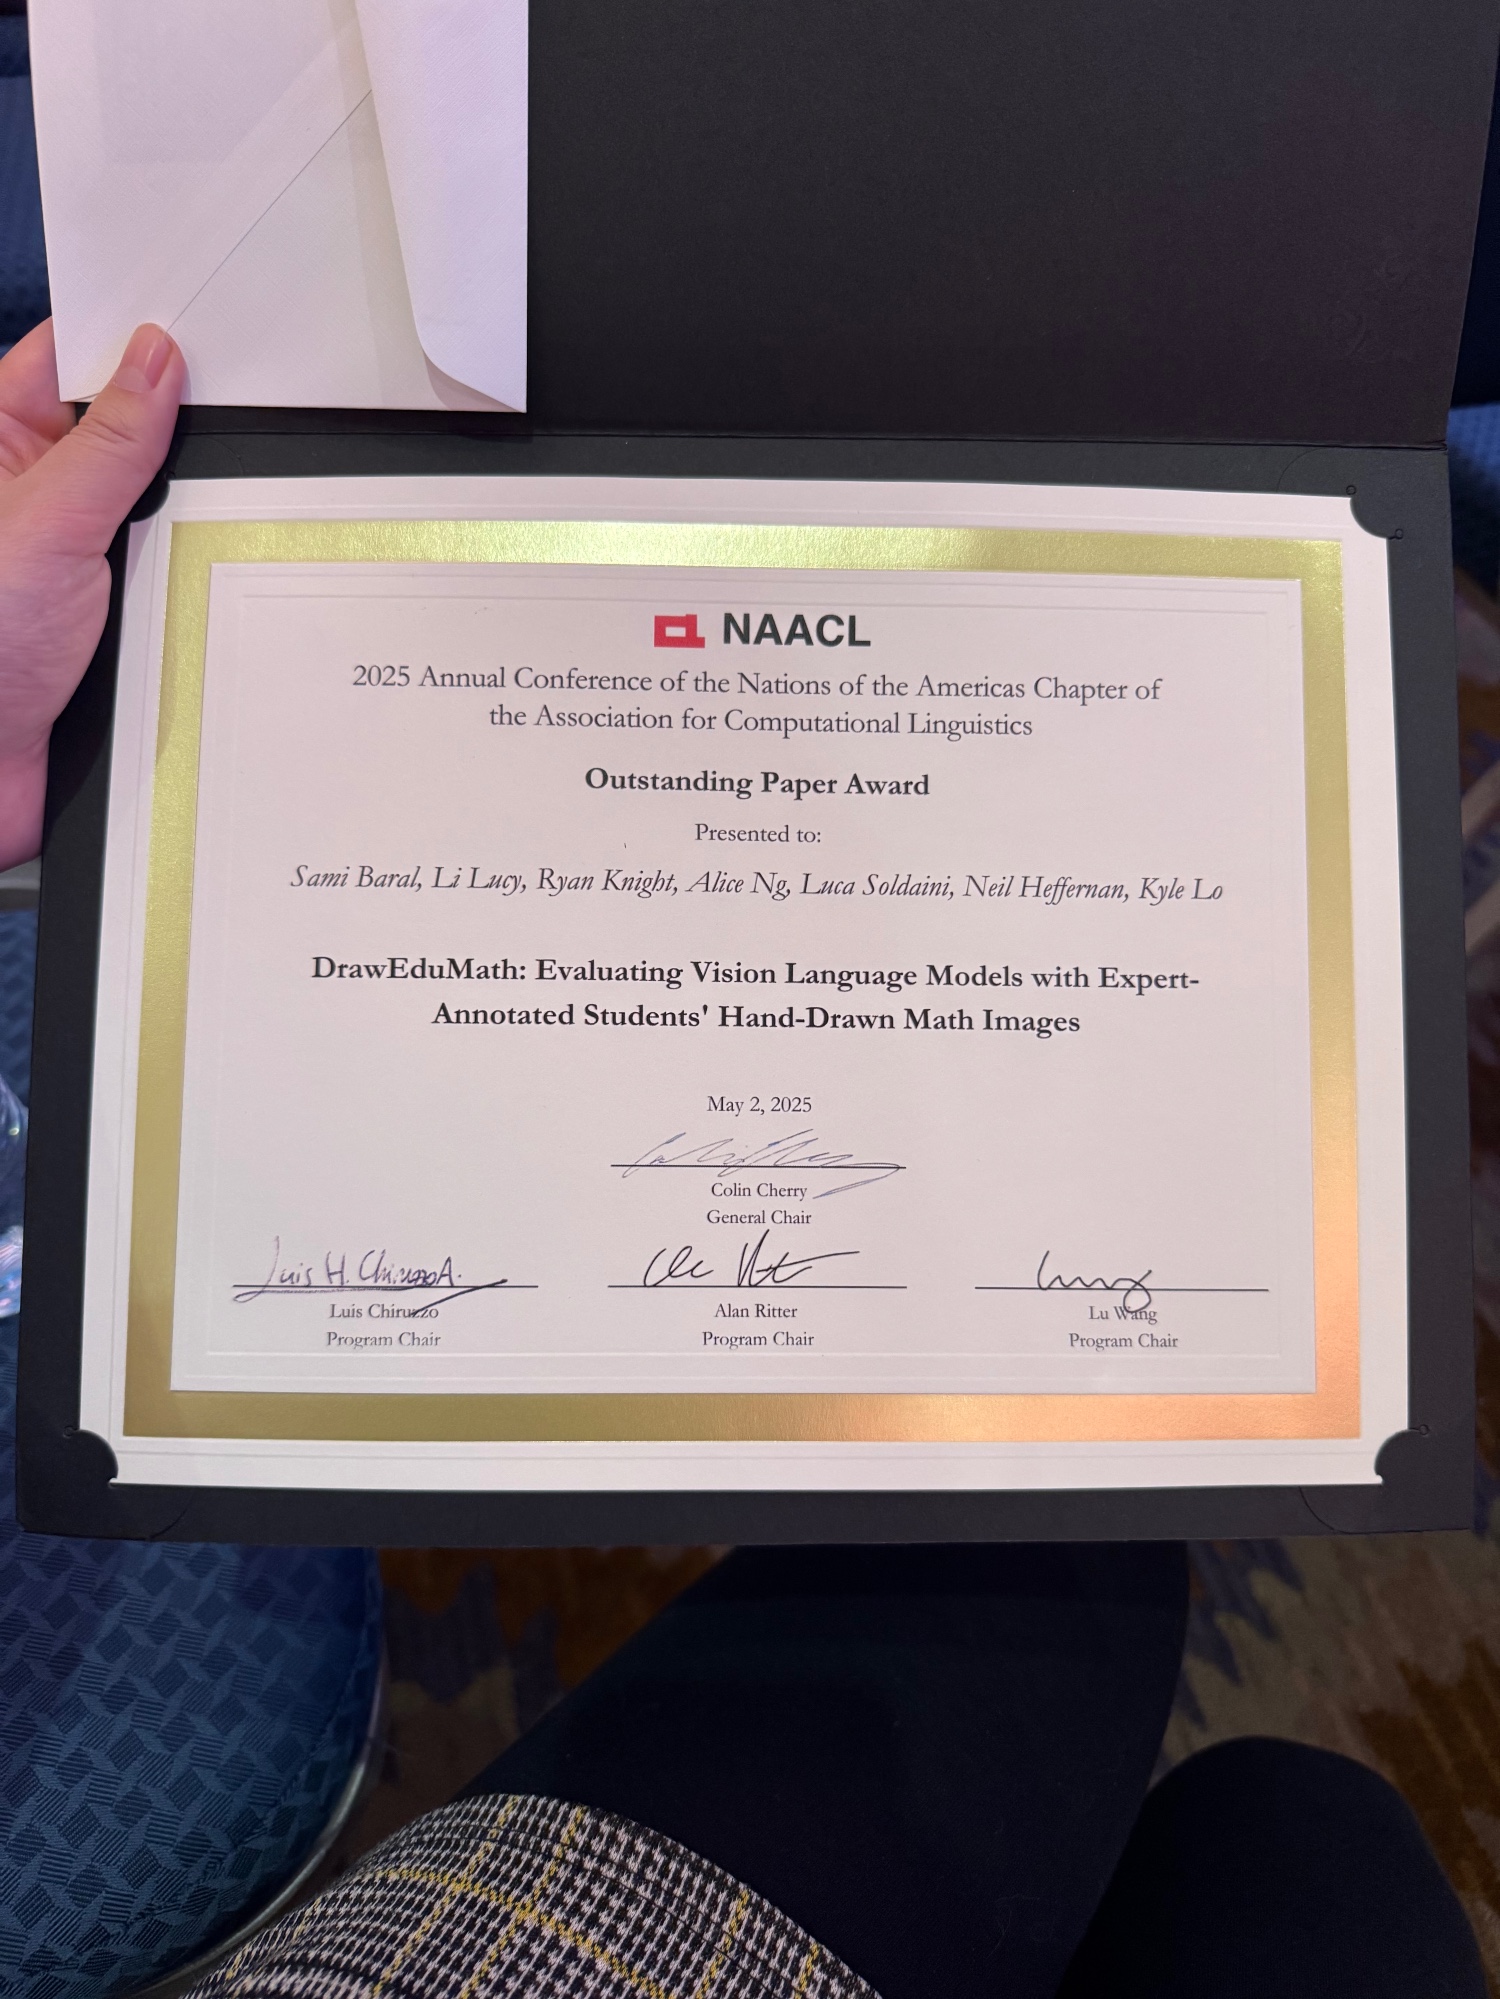 NAACL
2025 Annual Conference of the Nations of the Americas Chapter of
the Association for Computational Linguistics
Outstanding Paper Award
Presented to:
Sami Baral, Li Lucy, Ryan Knight, Alice Ng, Luca Soldaini, Neil Heffernan, Kyle Lo
DrawEduMath: Evaluating Vision Language Models with Expert-
Annotated Students' Hand-Drawn Math Images
May 2, 2025
Colin Cherry
General Chair
Luis H. Chiruzzo A.
Luis Chiruzzo
Program Chair
Alan Ritter
Program Chair
Lu Wang
Program Chair